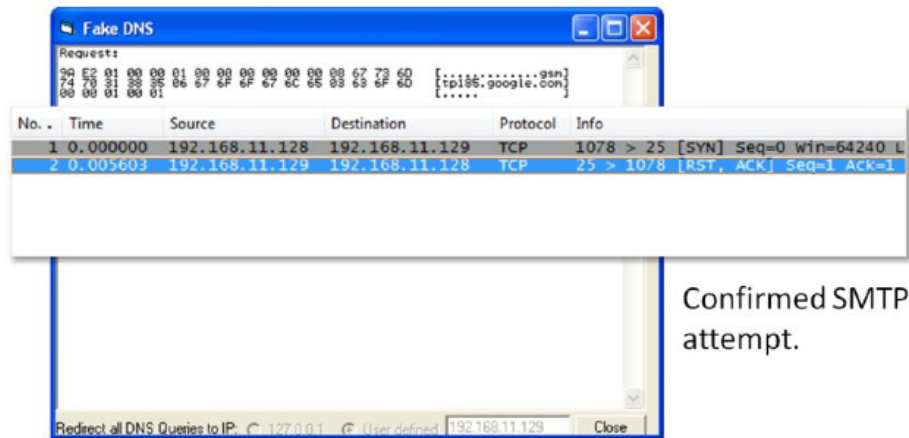 Fake DNS
Request:
9A E2 01 00 00 01 00 00 00 00 00 00 08 67 73 6D [.............gsm]
74 70 31 38 35 06 67 6F 6F 67 6C 65 03 63 6F 6D [tp185.google.com]
00 00 01 00 01 [..... ]
No. . Time Source Destination Protocol Info
1 0.000000 192.168.11.128 192.168.11.129 TCP 1078 > 25 [SYN] Seq=0 Win=64240 L
2 0.005603 192.168.11.129 192.168.11.128 TCP 25 > 1078 [RST, ACK] Seq=1 Ack=1
Confirmed SMTP
attempt.
Redirect all DNS Queries to IP: 127.0.0.1 User defined 192.168.11.129 Close